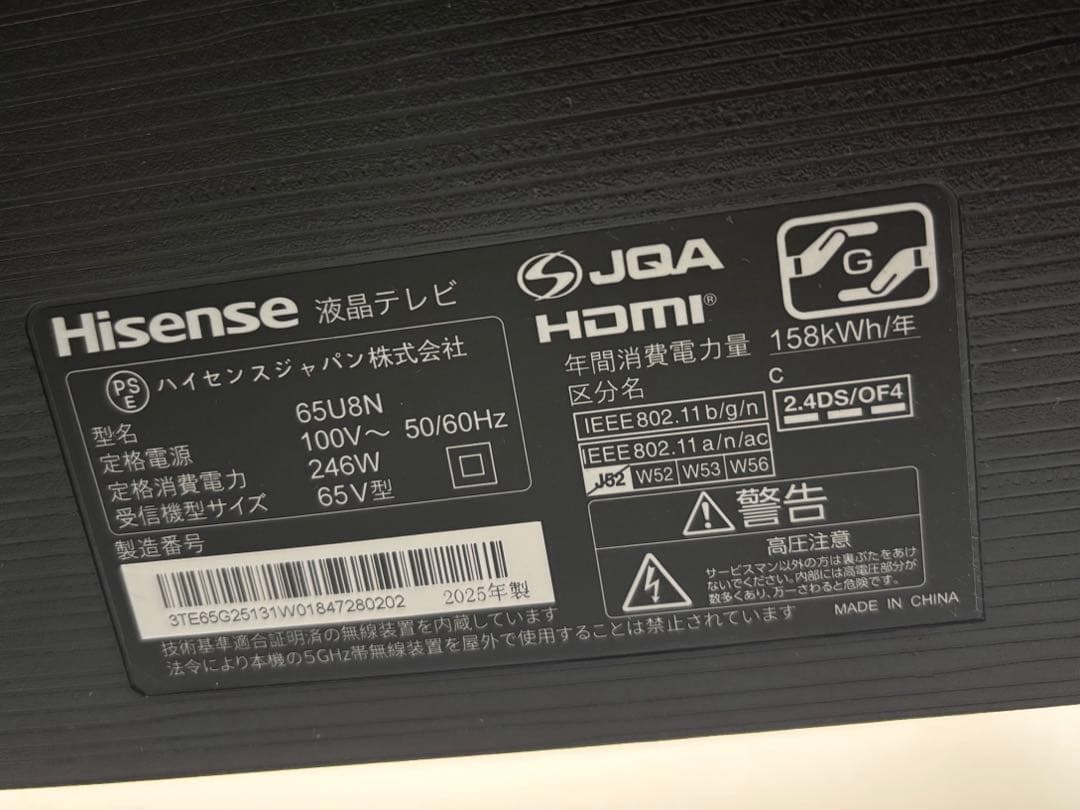 Hisense 液晶テレビ
PS
E
ハイセンスジャパン株式会社
型名 65U8N
定格電源 100V～ 50/60Hz
定格消費電力 246W
受信機型サイズ 65V型
製造番号
3TE65G25131W01847280202 2025年製
技術基準適合証明済の無線装置を内蔵しています
法令により本機の5GHz帯無線装置を屋外で使用することは禁止されています
JQA
HDMI®
G
年間消費電力量 158kWh/年
区分名 C
IEEE802.11b/g/n
2.4DS/OF4
IEEE802.11a/n/ac
J52 W52 W53 W56
警告
高圧注意
サービスマン以外の方は裏ぶたをあけ
ないでください。内部には高電圧部分が
数多くあり、万一さわると危険です。
MADE IN CHINA